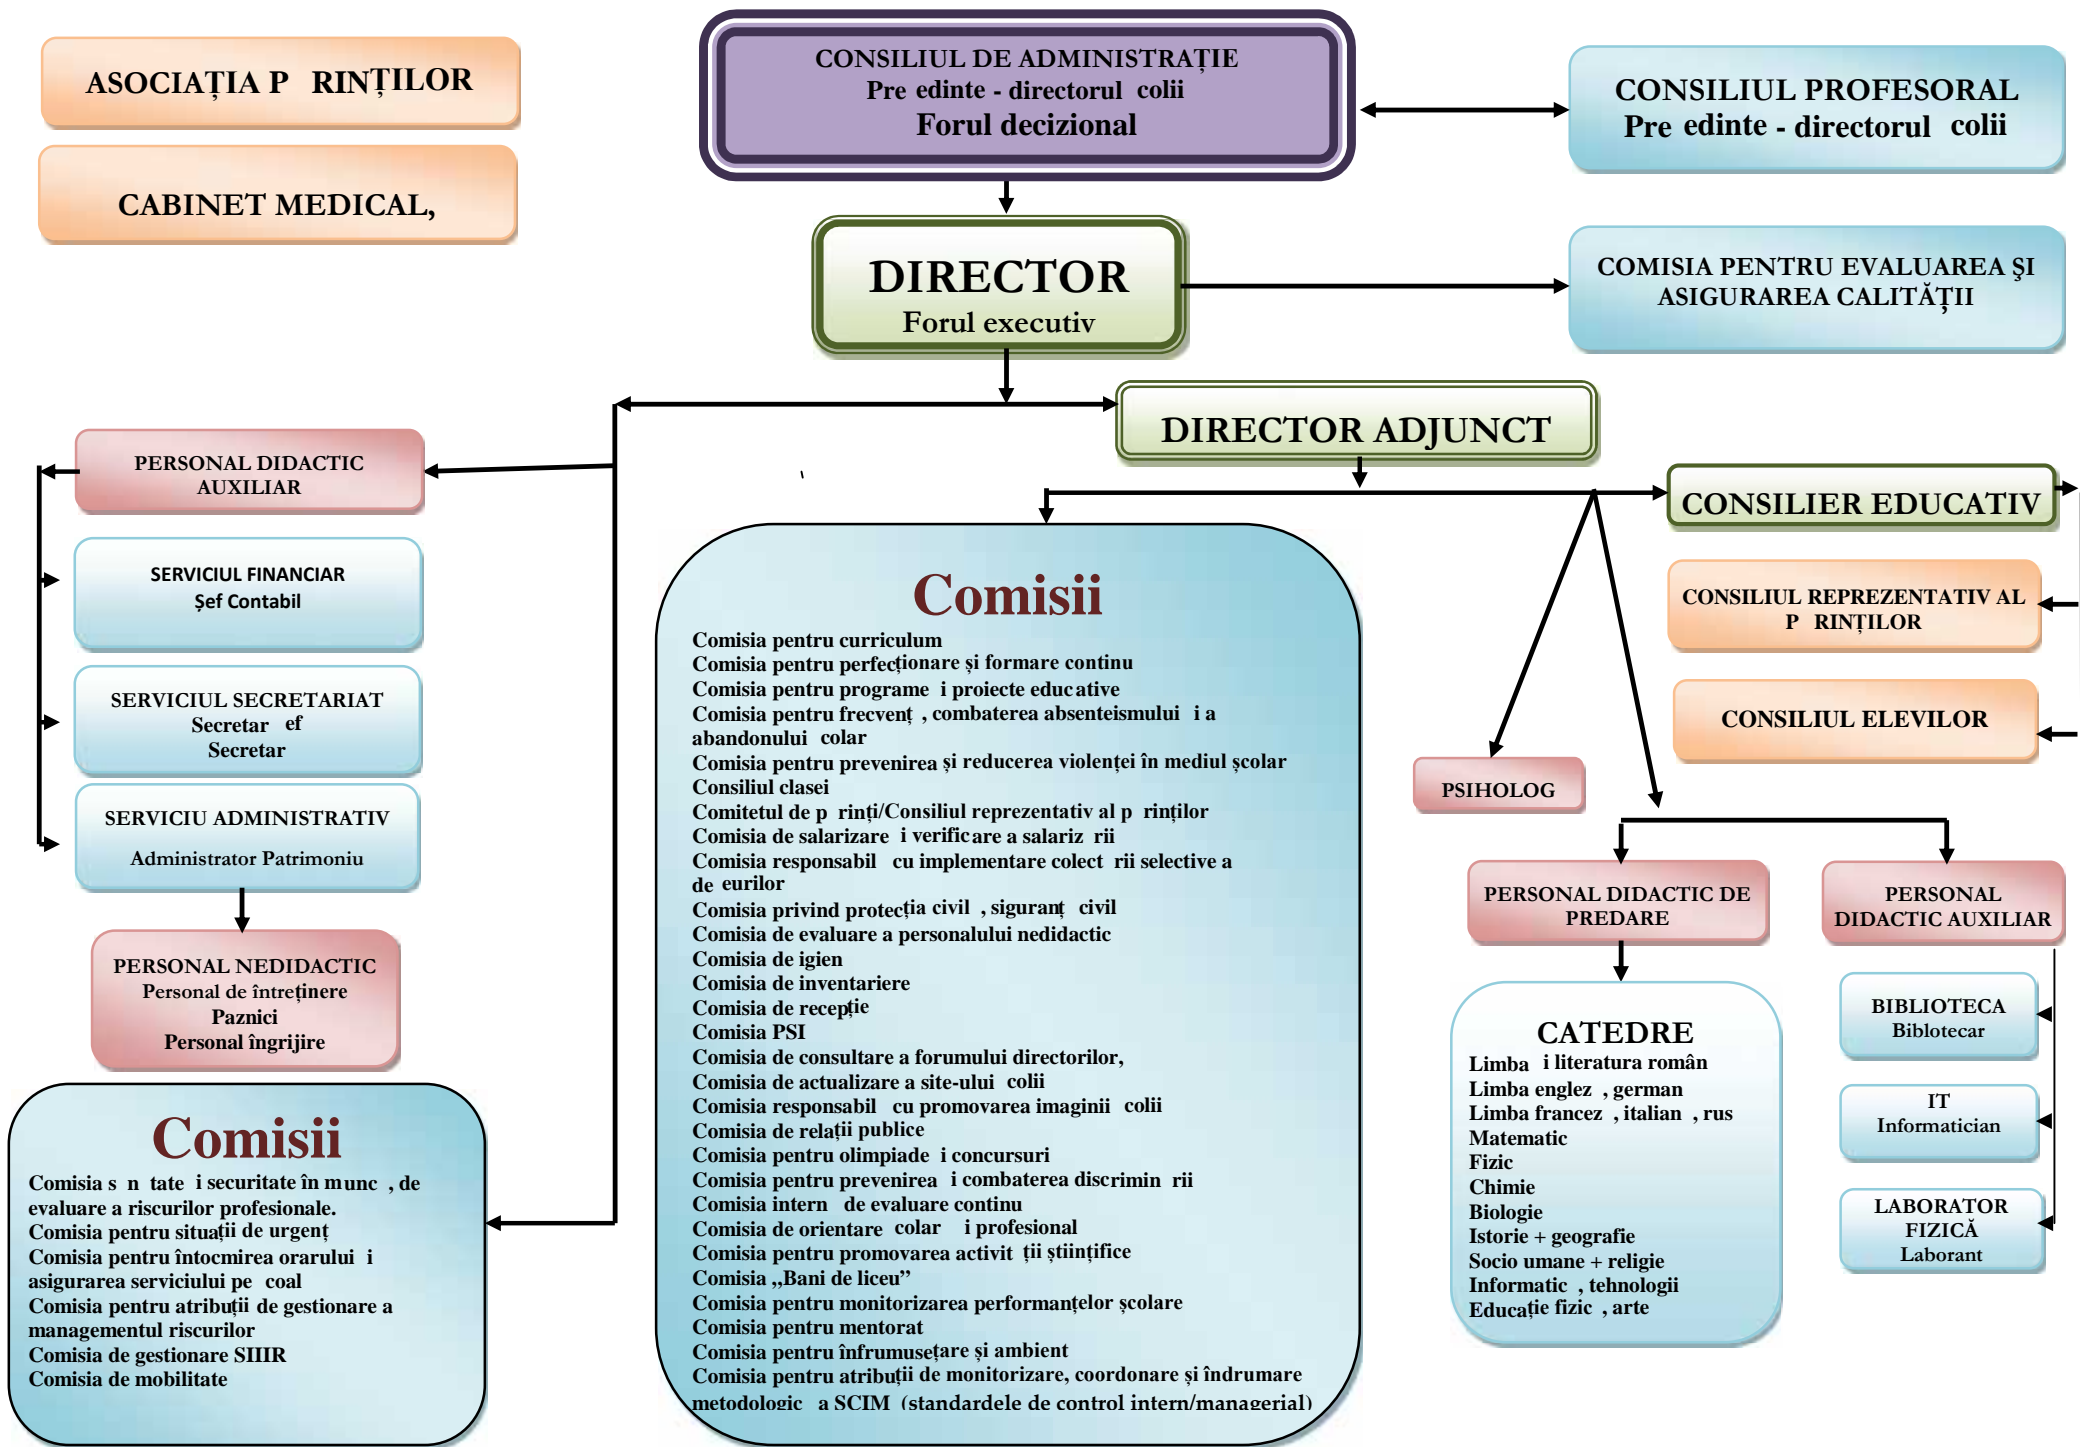 ASOCIAȚIA P RINȚILOR
CABINET MEDICAL,
CONSILIUL DE ADMINISTRAȚIE
Pre edinte - directorul colii
Forul decizional
CONSILIUL PROFESORAL
Pre edinte - directorul colii
DIRECTOR
Forul executiv
COMISIA PENTRU EVALUAREA ŞI
ASIGURAREA CALITĂȚII
DIRECTOR ADJUNCT
PERSONAL DIDACTIC
AUXILIAR
SERVICIUL FINANCIAR
Șef Contabil
SERVICIUL SECRETARIAT
Secretar ef
Secretar
SERVICIU ADMINISTRATIV
Administrator Patrimoniu
PERSONAL NEDIDACTIC
Personal de întreținere
Paznici
Personal îngrijire
Comisii
Comisia s n tate i securitate în munc , de
evaluare a riscurilor profesionale.
Comisia pentru situații de urgenț
Comisia pentru întocmirea orarului i
asigurarea serviciului pe coal
Comisia pentru atribuții de gestionare a
managementul riscurilor
Comisia de gestionare SIIIR
Comisia de mobilitate
Comisii
Comisia pentru curriculum
Comisia pentru perfecționare și formare continu
Comisia pentru programe i proiecte educative
Comisia pentru frecvenț , combaterea absenteismului i a
abandonului colar
Comisia pentru prevenirea și reducerea violenței în mediul școlar
Consiliul clasei
Comitetul de p rinți/Consiliul reprezentativ al p rinților
Comisia de salarizare i verificare a salariz rii
Comisia responsabil cu implementare colect rii selective a
de eurilor
Comisia privind protecția civil , siguranț civil
Comisia de evaluare a personalului nedidactic
Comisia de igien
Comisia de inventariere
Comisia de recepție
Comisia PSI
Comisia de consultare a forumului directorilor,
Comisia de actualizare a site-ului colii
Comisia responsabil cu promovarea imaginii colii
Comisia de relații publice
Comisia pentru olimpiade i concursuri
Comisia pentru prevenirea i combaterea discrimin rii
Comisia intern de evaluare continu
Comisia de orientare colar i profesional
Comisia pentru promovarea activit ții științifice
Comisia „Bani de liceu”
Comisia pentru monitorizarea performanțelor școlare
Comisia pentru mentorat
Comisia pentru înfrumusețare și ambient
Comisia pentru atribuții de monitorizare, coordonare și îndrumare
metodologic a SCIM (standardele de control intern/managerial)
CONSILIER EDUCATIV
CONSILIUL REPREZENTATIV AL
P RINȚILOR
CONSILIUL ELEVILOR
PSIHOLOG
PERSONAL DIDACTIC DE
PREDARE
CATEDRE
Limba i literatura român
Limba englez , german
Limba francez , italian , rus
Matematic
Fizic
Chimie
Biologie
Istorie + geografie
Socio umane + religie
Informatic , tehnologii
Educație fizic , arte
PERSONAL
DIDACTIC AUXILIAR
BIBLIOTECA
Biblotecar
IT
Informatician
LABORATOR
FIZICĂ
Laborant